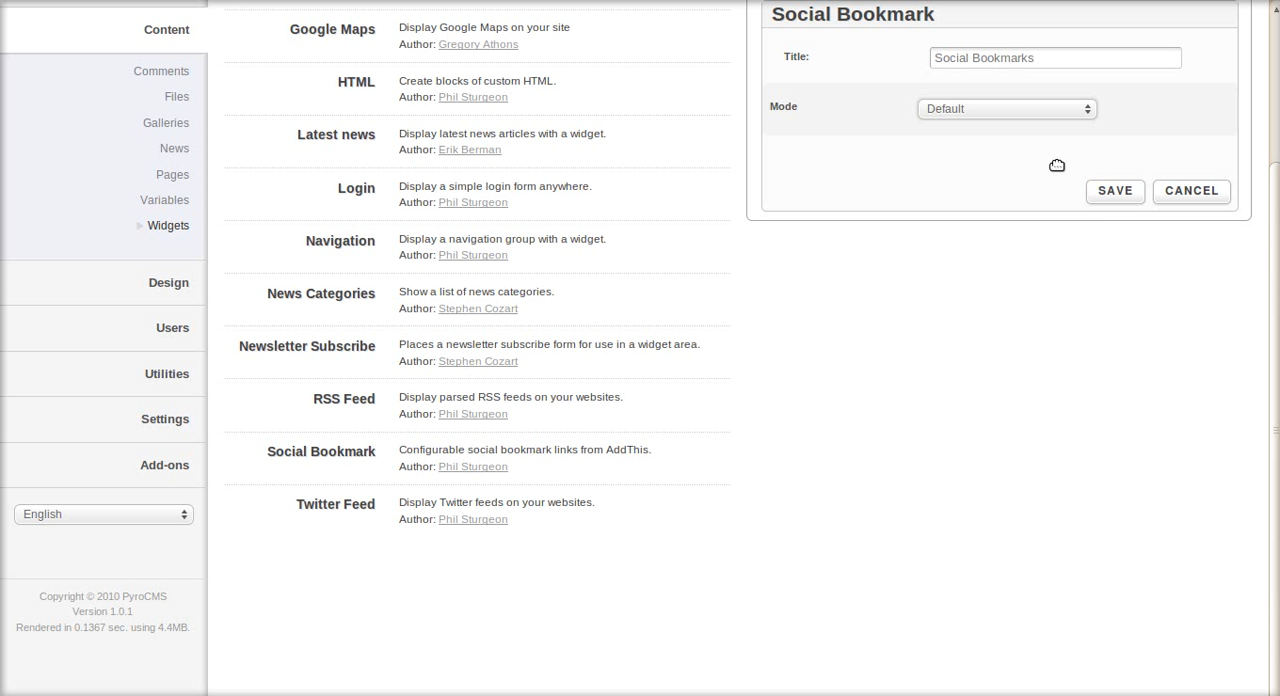 Content
Comments
Files
Galleries
News
Pages
Variables
Widgets
Design
Users
Utilities
Settings
Add-ons
English
Copyright © 2010 PyroCMS
Version 1.0.1
Rendered in 0.1367 sec. using 4.4MB.
Google Maps
Display Google Maps on your site
Author: Gregory Athons
HTML
Create blocks of custom HTML.
Author: Phil Sturgeon
Latest news
Display latest news articles with a widget.
Author: Erik Berman
Login
Display a simple login form anywhere.
Author: Phil Sturgeon
Navigation
Display a navigation group with a widget.
Author: Phil Sturgeon
News Categories
Show a list of news categories.
Author: Stephen Cozart
Newsletter Subscribe
Places a newsletter subscribe form for use in a widget area.
Author: Stephen Cozart
RSS Feed
Display parsed RSS feeds on your websites.
Author: Phil Sturgeon
Social Bookmark
Configurable social bookmark links from AddThis.
Author: Phil Sturgeon
Twitter Feed
Display Twitter feeds on your websites.
Author: Phil Sturgeon
Social Bookmark
Title: Social Bookmarks
Mode Default
SAVE CANCEL